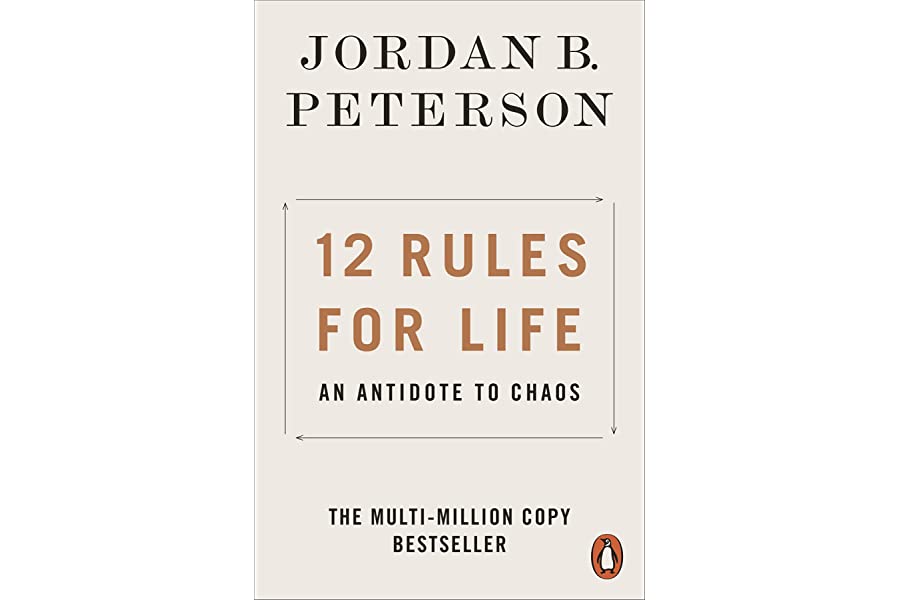 JORDAN B.
PETERSON
12 RULES
FOR LIFE
AN ANTIDOTE TO CHAOS
THE MULTI-MILLION COPY
BESTSELLER